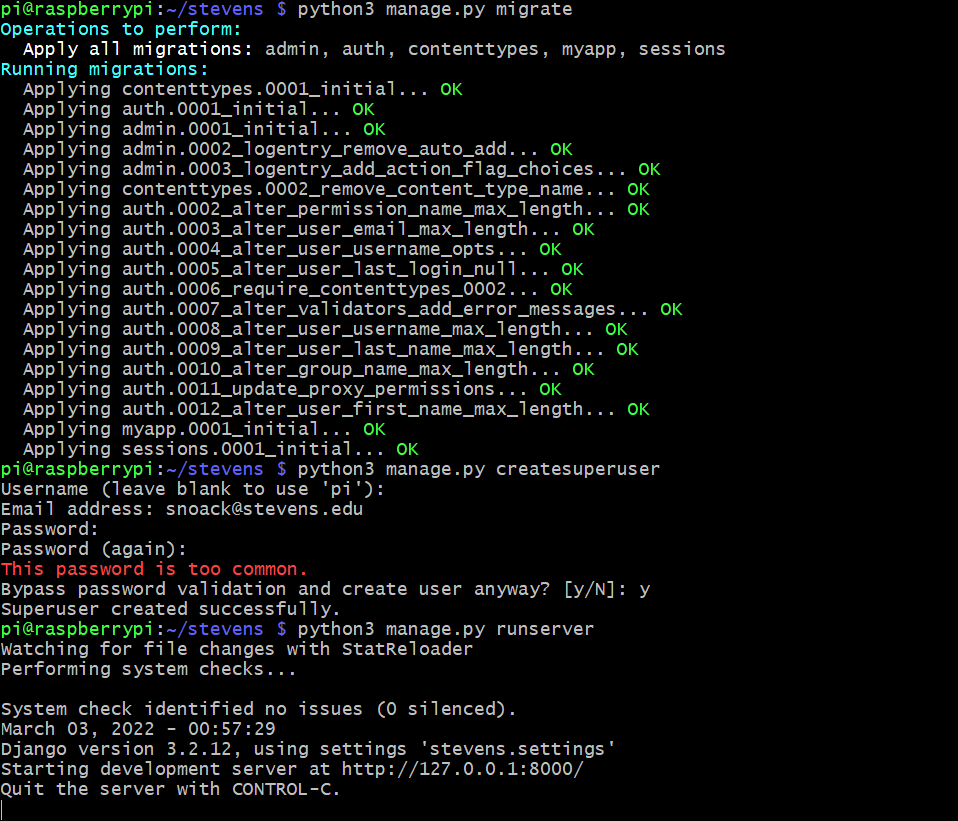 pi@raspberrypi:~/stevens $ python3 manage.py migrate
Operations to perform:
  Apply all migrations: admin, auth, contenttypes, myapp, sessions
Running migrations:
  Applying contenttypes.0001_initial... OK
  Applying auth.0001_initial... OK
  Applying admin.0001_initial... OK
  Applying admin.0002_logentry_remove_auto_add... OK
  Applying admin.0003_logentry_add_action_flag_choices... OK
  Applying contenttypes.0002_remove_content_type_name... OK
  Applying auth.0002_alter_permission_name_max_length... OK
  Applying auth.0003_alter_user_email_max_length... OK
  Applying auth.0004_alter_user_username_opts... OK
  Applying auth.0005_alter_user_last_login_null... OK
  Applying auth.0006_require_contenttypes_0002... OK
  Applying auth.0007_alter_validators_add_error_messages... OK
  Applying auth.0008_alter_user_username_max_length... OK
  Applying auth.0009_alter_user_last_name_max_length... OK
  Applying auth.0010_alter_group_name_max_length... OK
  Applying auth.0011_update_proxy_permissions... OK
  Applying auth.0012_alter_user_first_name_max_length... OK
  Applying myapp.0001_initial... OK
  Applying sessions.0001_initial... OK
pi@raspberrypi:~/stevens $ python3 manage.py createsuperuser
Username (leave blank to use 'pi'):
Email address: snoack@stevens.edu
Password:
Password (again):
This password is too common.
Bypass password validation and create user anyway? [y/N]: y
Superuser created successfully.
pi@raspberrypi:~/stevens $ python3 manage.py runserver
Watching for file changes with StatReloader
Performing system checks...

System check identified no issues (0 silenced).
March 03, 2022 - 00:57:29
Django version 3.2.12, using settings 'stevens.settings'
Starting development server at http://127.0.0.1:8000/
Quit the server with CONTROL-C.